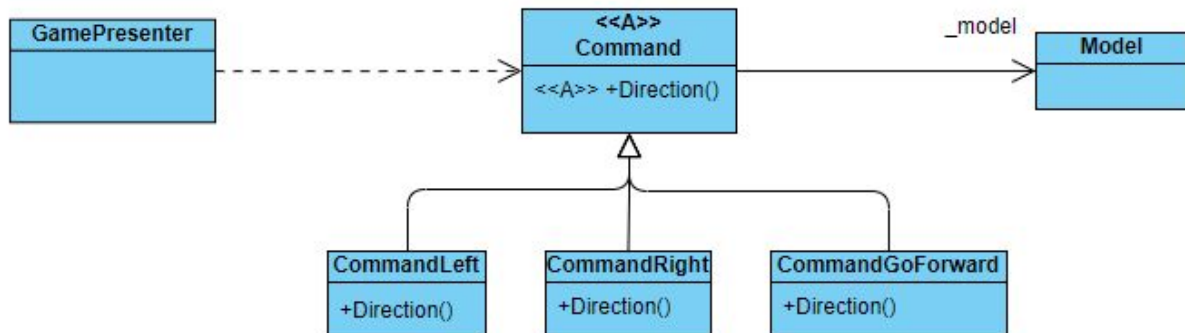 GamePresenter
<<A>>
Command
<<A>> +Direction()
_model
Model
CommandLeft
+Direction()
CommandRight
+Direction()
CommandGoForward
+Direction()